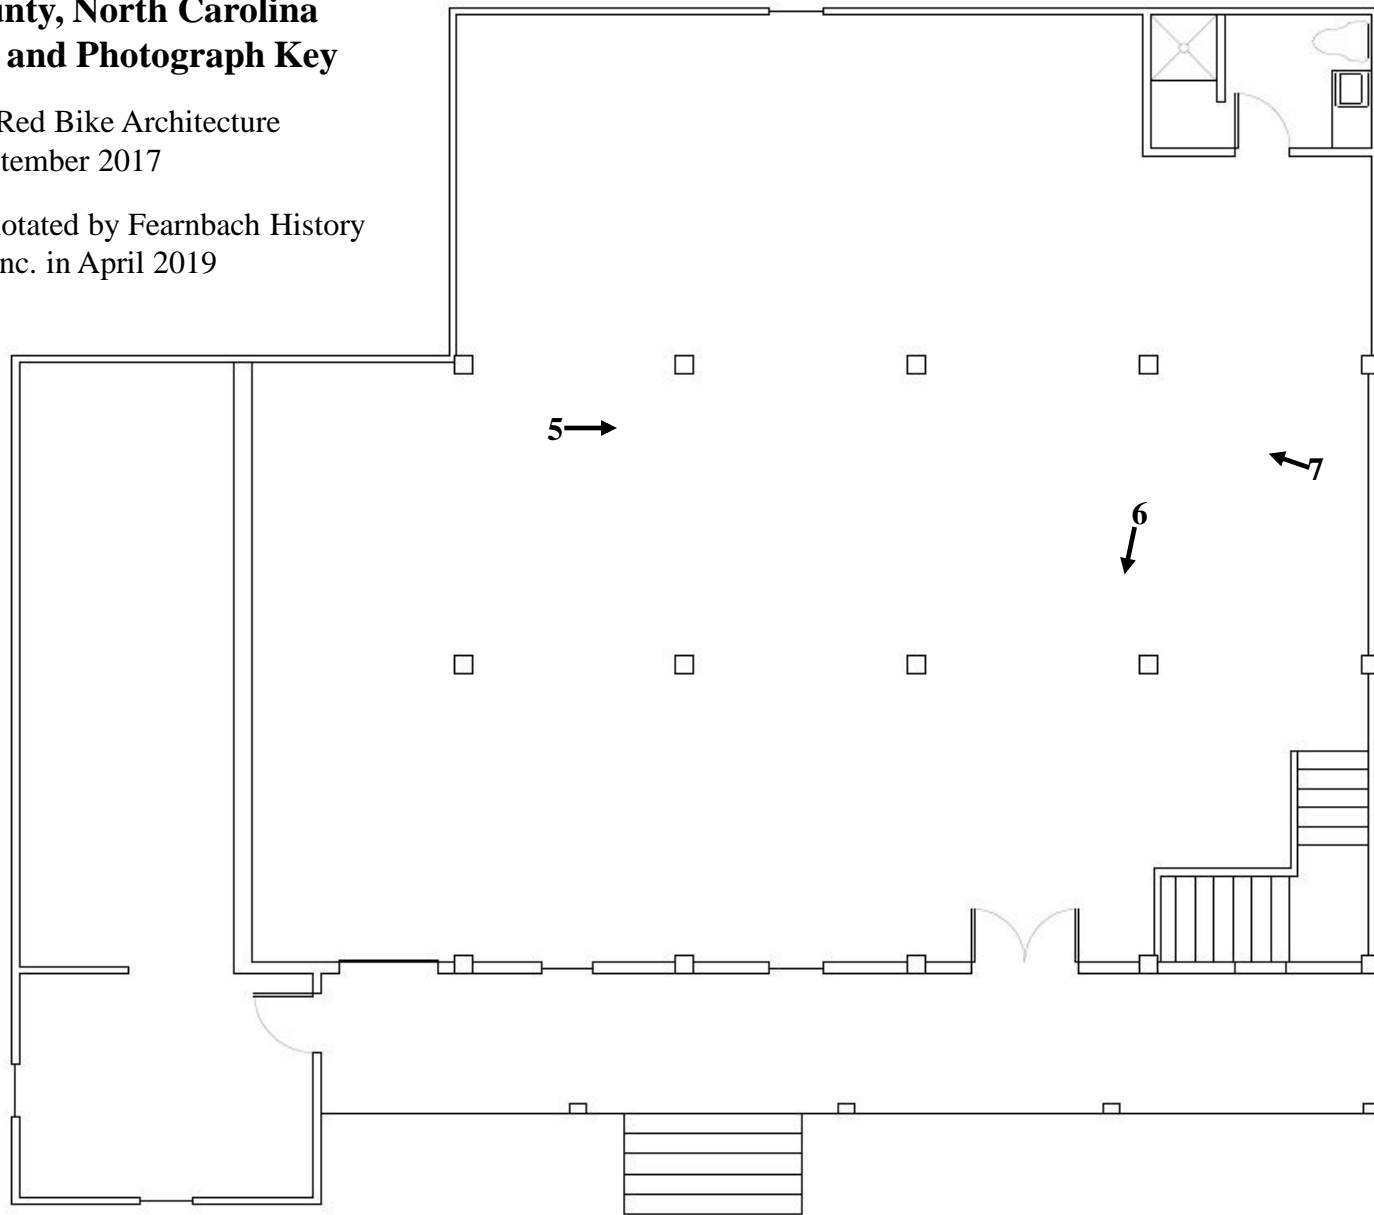 unty, North Carolina
and Photograph Key
Red Bike Architecture
tember 2017
otated by Fearnbach History
nc. in April 2019
5
7
6